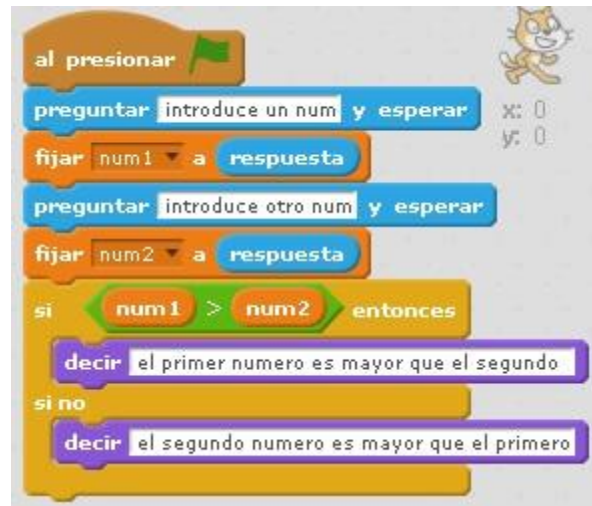 al presionar
preguntar introduce un num y esperar
x: 0
y: 0
fijar num1 a respuesta
preguntar introduce otro num y esperar
fijar num2 a respuesta
si num1 > num2 entonces
decir el primer numero es mayor que el segundo
si no
decir el segundo numero es mayor que el primero